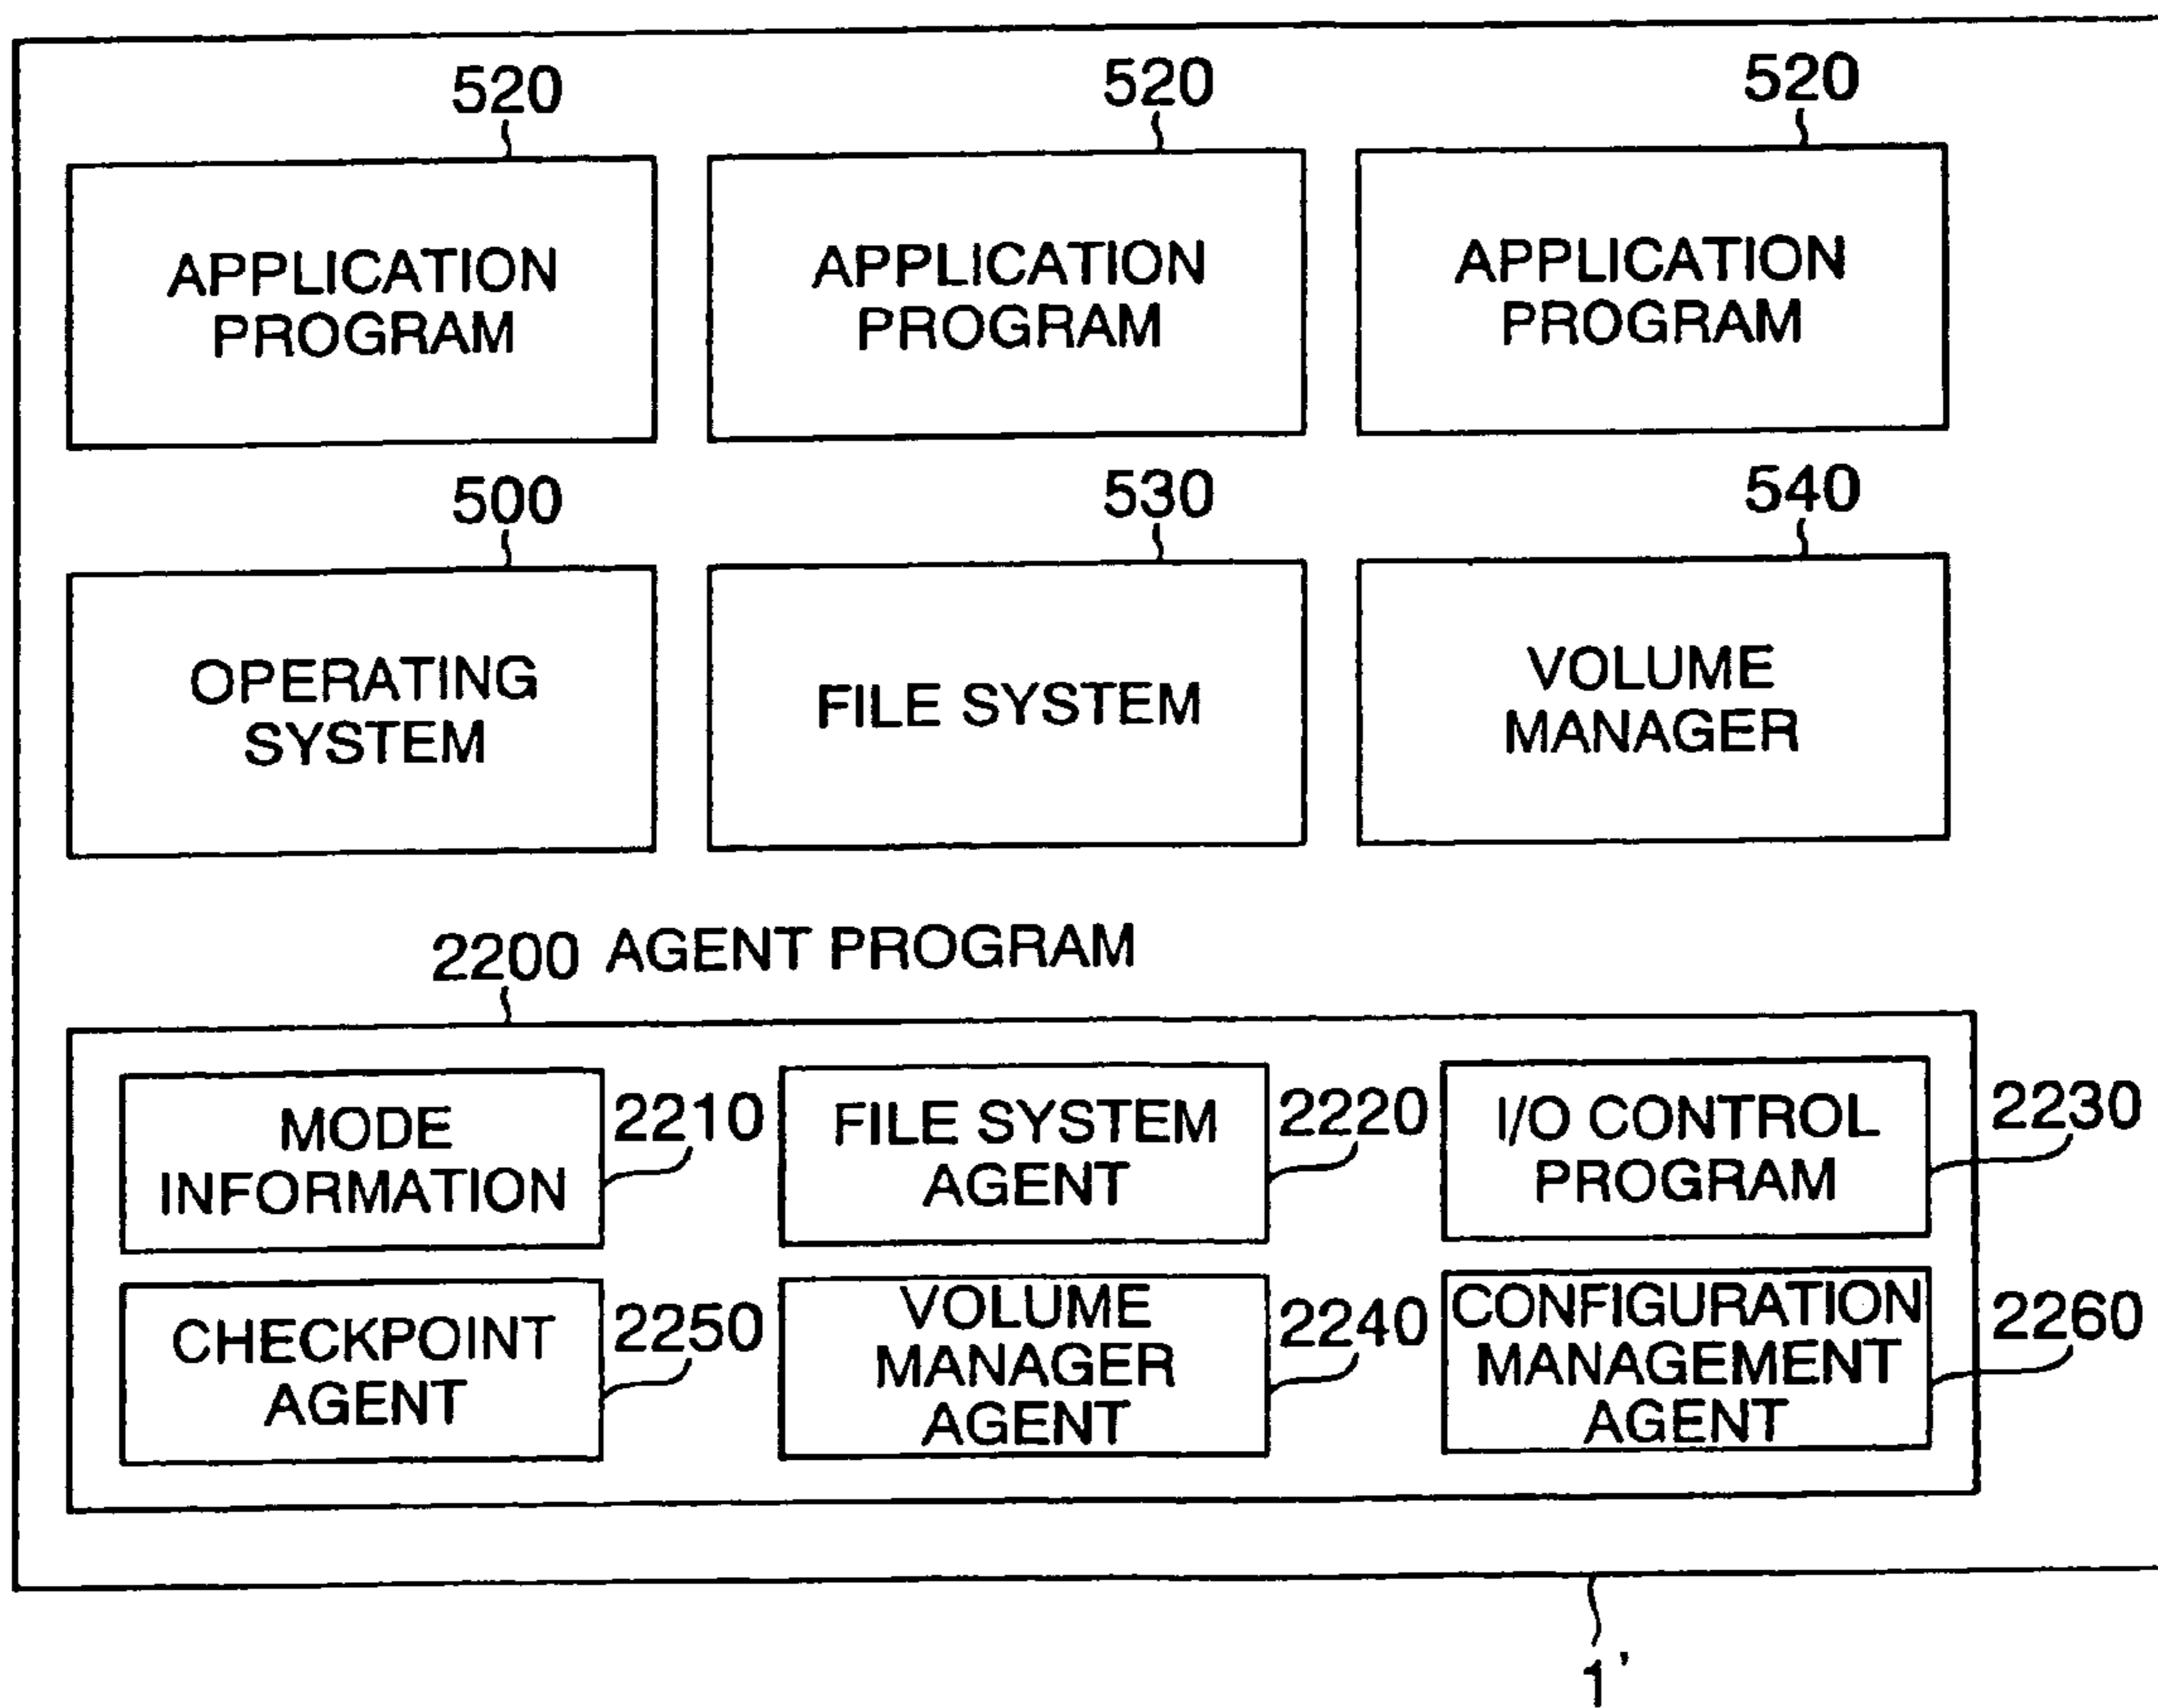 520
520
520
APPLICATION
PROGRAM
APPLICATION
PROGRAM
APPLICATION
PROGRAM
500
530
540
OPERATING
SYSTEM
FILE SYSTEM
VOLUME
MANAGER
2200 AGENT PROGRAM
MODE
INFORMATION
2210
FILE SYSTEM
AGENT
2220
I/O CONTROL
PROGRAM
2230
CHECKPOINT
AGENT
2250
VOLUME
MANAGER
AGENT
2240
CONFIGURATION
MANAGEMENT
AGENT
2260
1'